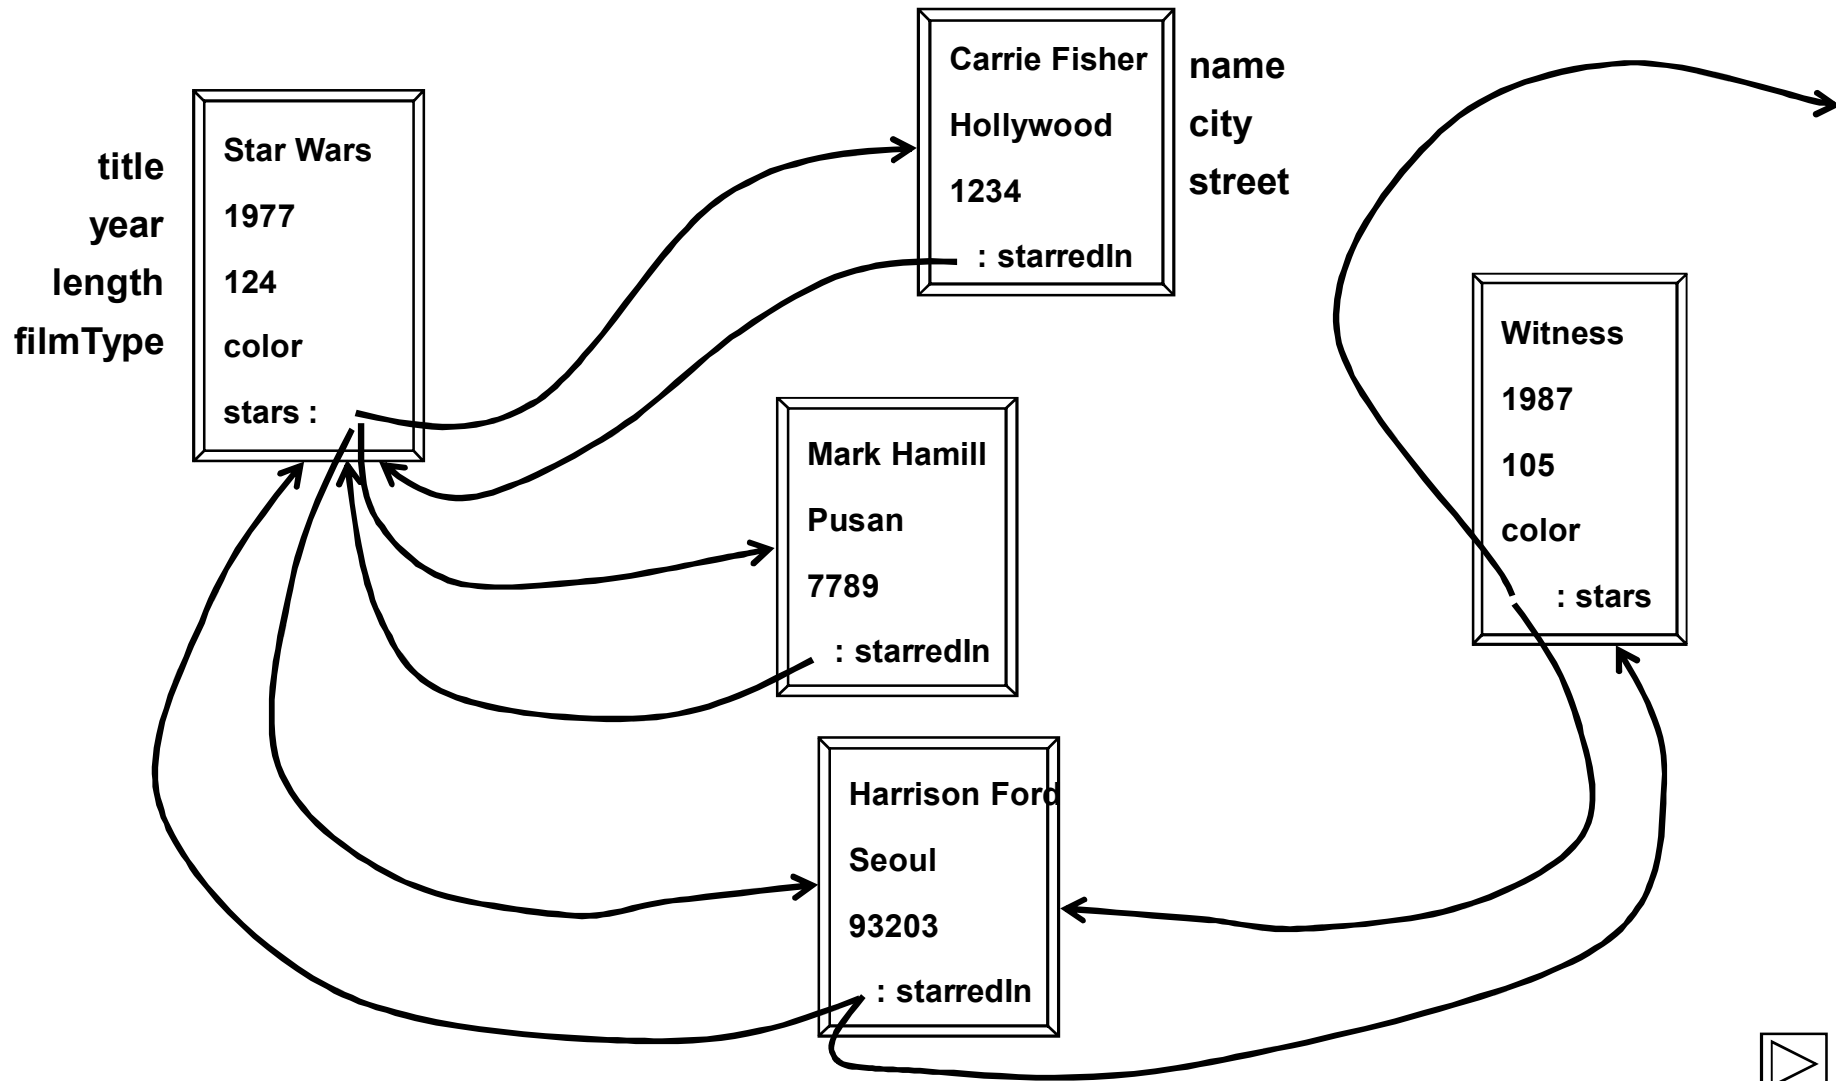 title
year
length
filmType
Star Wars
1977
124
color
stars :
Carrie Fisher
Hollywood
1234
: starredIn
name
city
street
Mark Hamill
Pusan
7789
: starredIn
Harrison Ford
Seoul
93203
: starredIn
Witness
1987
105
color
: stars